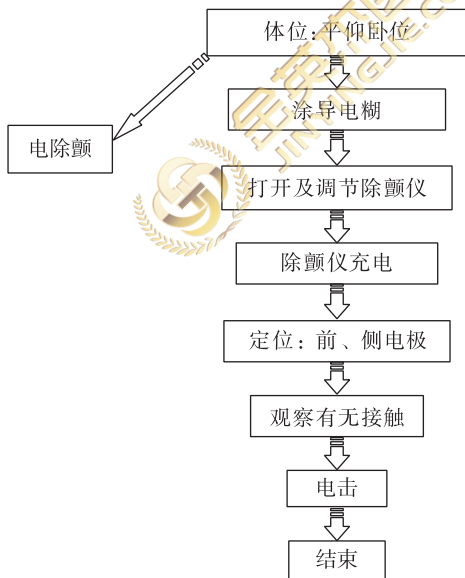 体位:平仰卧位
涂导电糊
电除颤
打开及调节除颤仪
除颤仪充电
定位：前、侧电极
观察有无接触
电击
结束